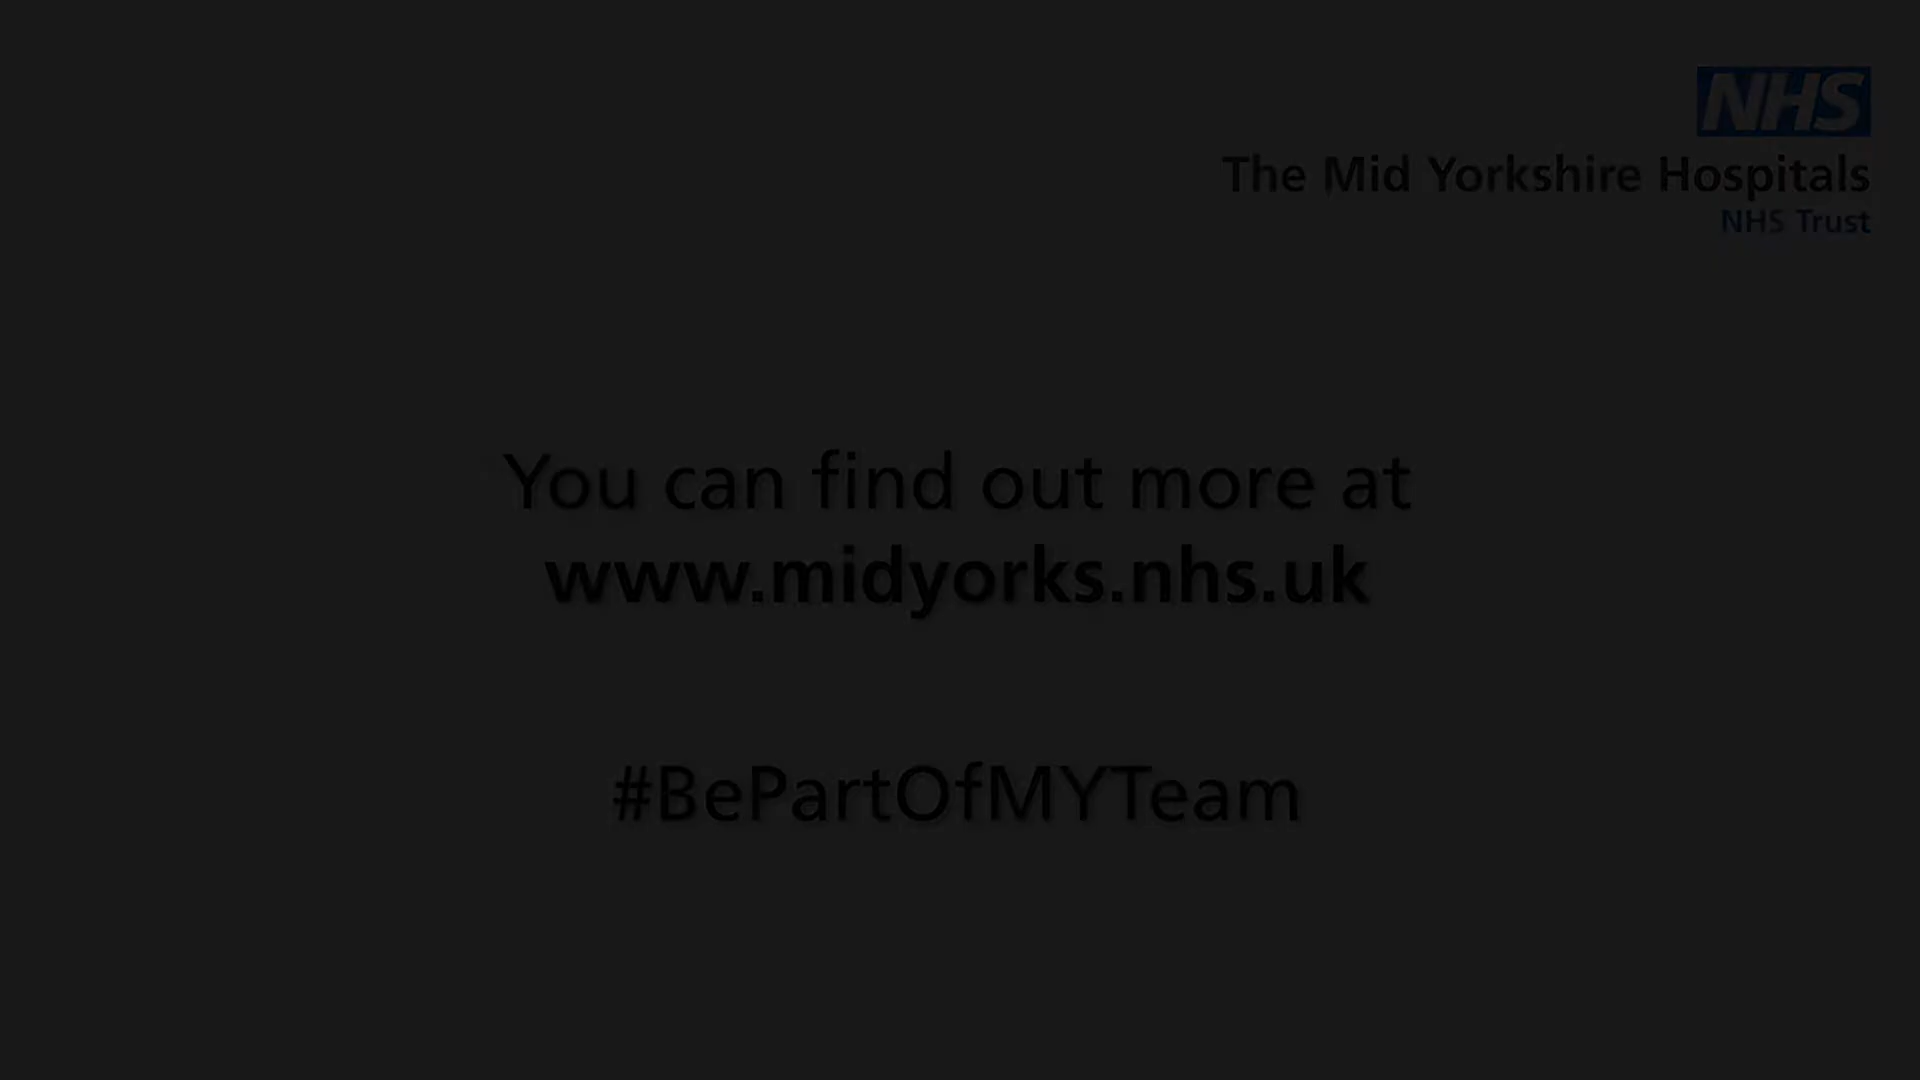 NHS
The Mid Yorkshire Hospitals
NHS Trust
You can find out more at
www.midyorks.nhs.uk
#BePartOfMYTeam